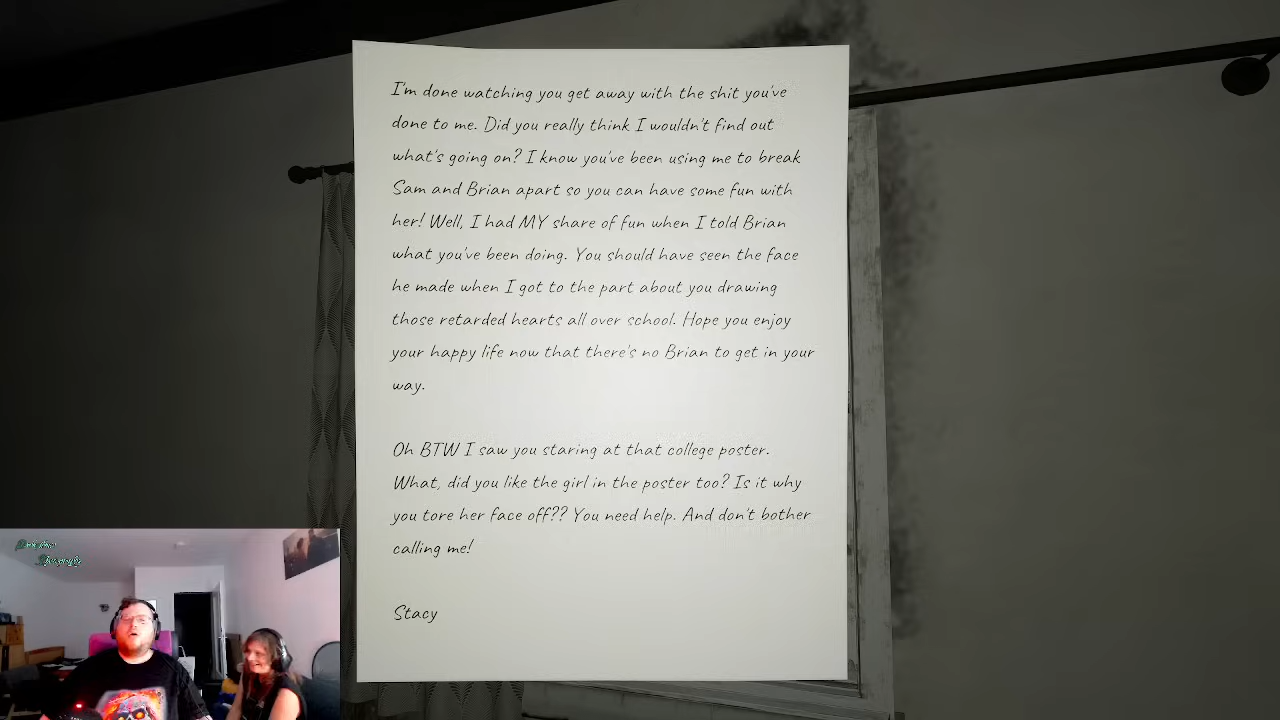 I'm done watching you get away with the shit you've
done to me. Did you really think I wouldn't find out
what's going on? I know you've been using me to break
Sam and Brian apart so you can have some fun with
her! Well, I had MY share of fun when I told Brian
what you've been doing. You should have seen the face
he made when I got to the part about you drawing
those retarded hearts all over school. Hope you enjoy
your happy life now that there's no Brian to get in your
way.
Oh BTW I saw you staring at that college poster.
What, did you like the girl in the poster too? Is it why
you tore her face off?? You need help. And don't bother
calling me!
Stacy